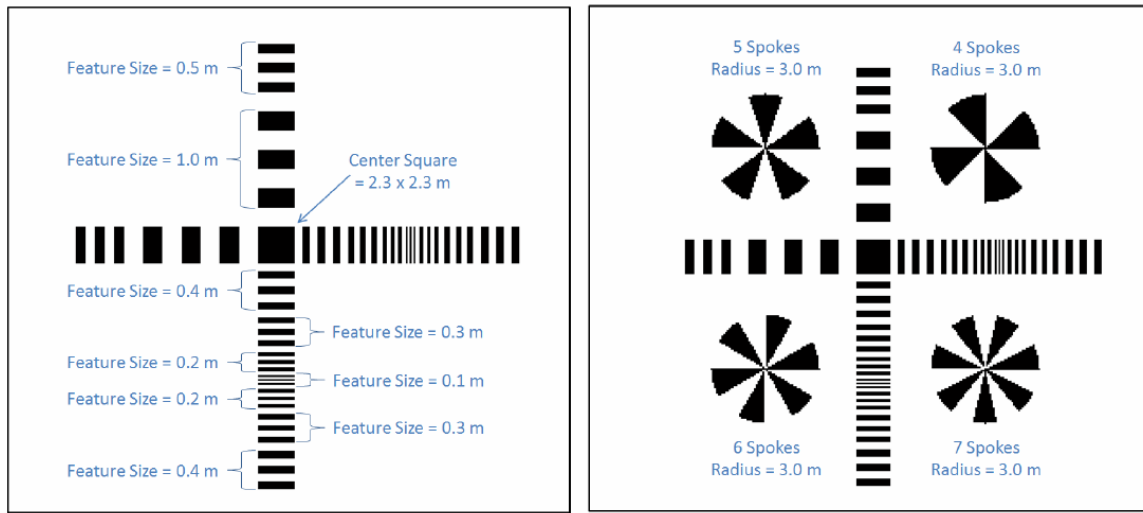 Feature Size = 0.5 m
Feature Size = 1.0 m
Center Square
= 2.3 x 2.3 m
Feature Size = 0.4 m
Feature Size = 0.3 m
Feature Size = 0.2 m
Feature Size = 0.1 m
Feature Size = 0.2 m
Feature Size = 0.3 m
Feature Size = 0.4 m
5 Spokes
Radius = 3.0 m
4 Spokes
Radius = 3.0 m
6 Spokes
Radius = 3.0 m
7 Spokes
Radius = 3.0 m